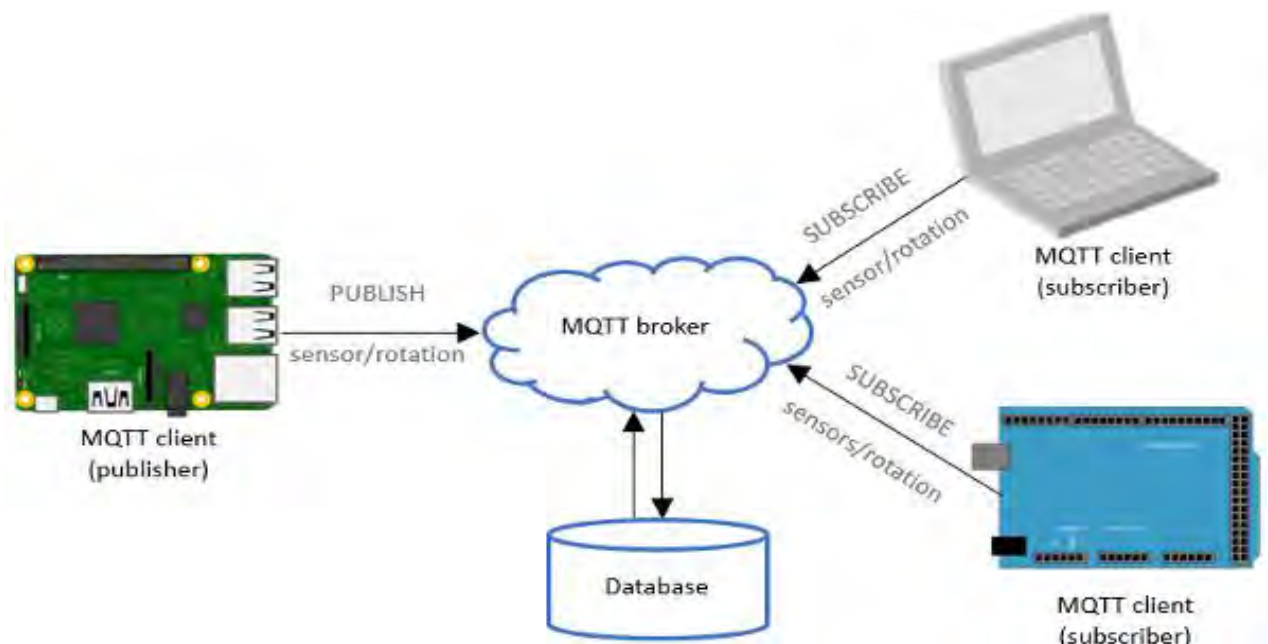 SUBSCRIBE
sensor/rotation
MQTT client
(subscriber)
PUBLISH
sensor/rotation
MQTT broker
MQTT client
(publisher)
SUBSCRIBE
sensors/rotation
Database
MQTT client
(subscriber)